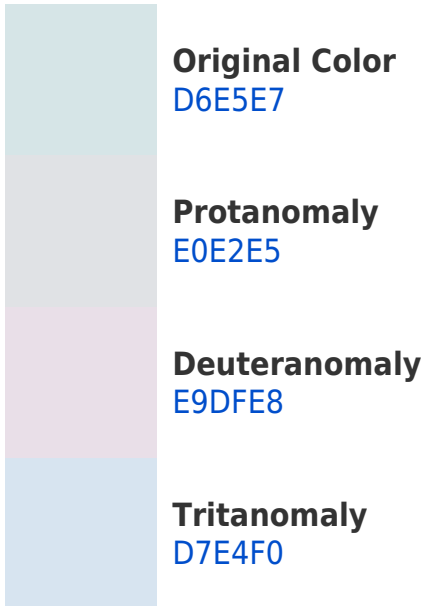 Original Color
D6E5E7
Protanomaly
E0E2E5
Deuteranomaly
E9DFE8
Tritanomaly
D7E4F0